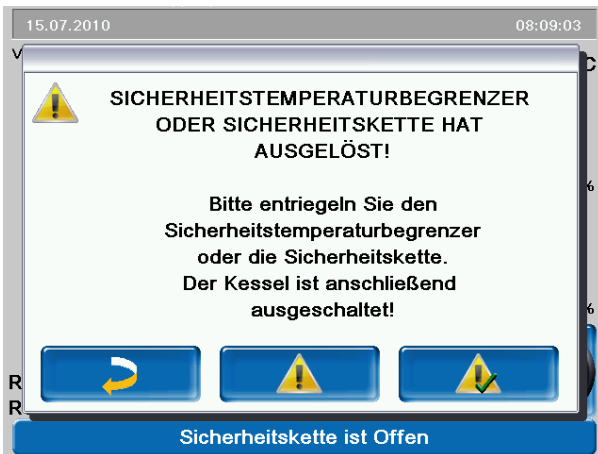 15.07.2010 08:09:03
V
C
SICHERHEITSTEMPERATURBEGRENZER
ODER SICHERHEITSKETTE HAT
AUSGELÖST!
%
Bitte entriegeln Sie den
Sicherheitstemperaturbegrenzer
oder die Sicherheitskette.
Der Kessel ist anschließend
ausgeschaltet!
%
R
R
Sicherheitskette ist Offen